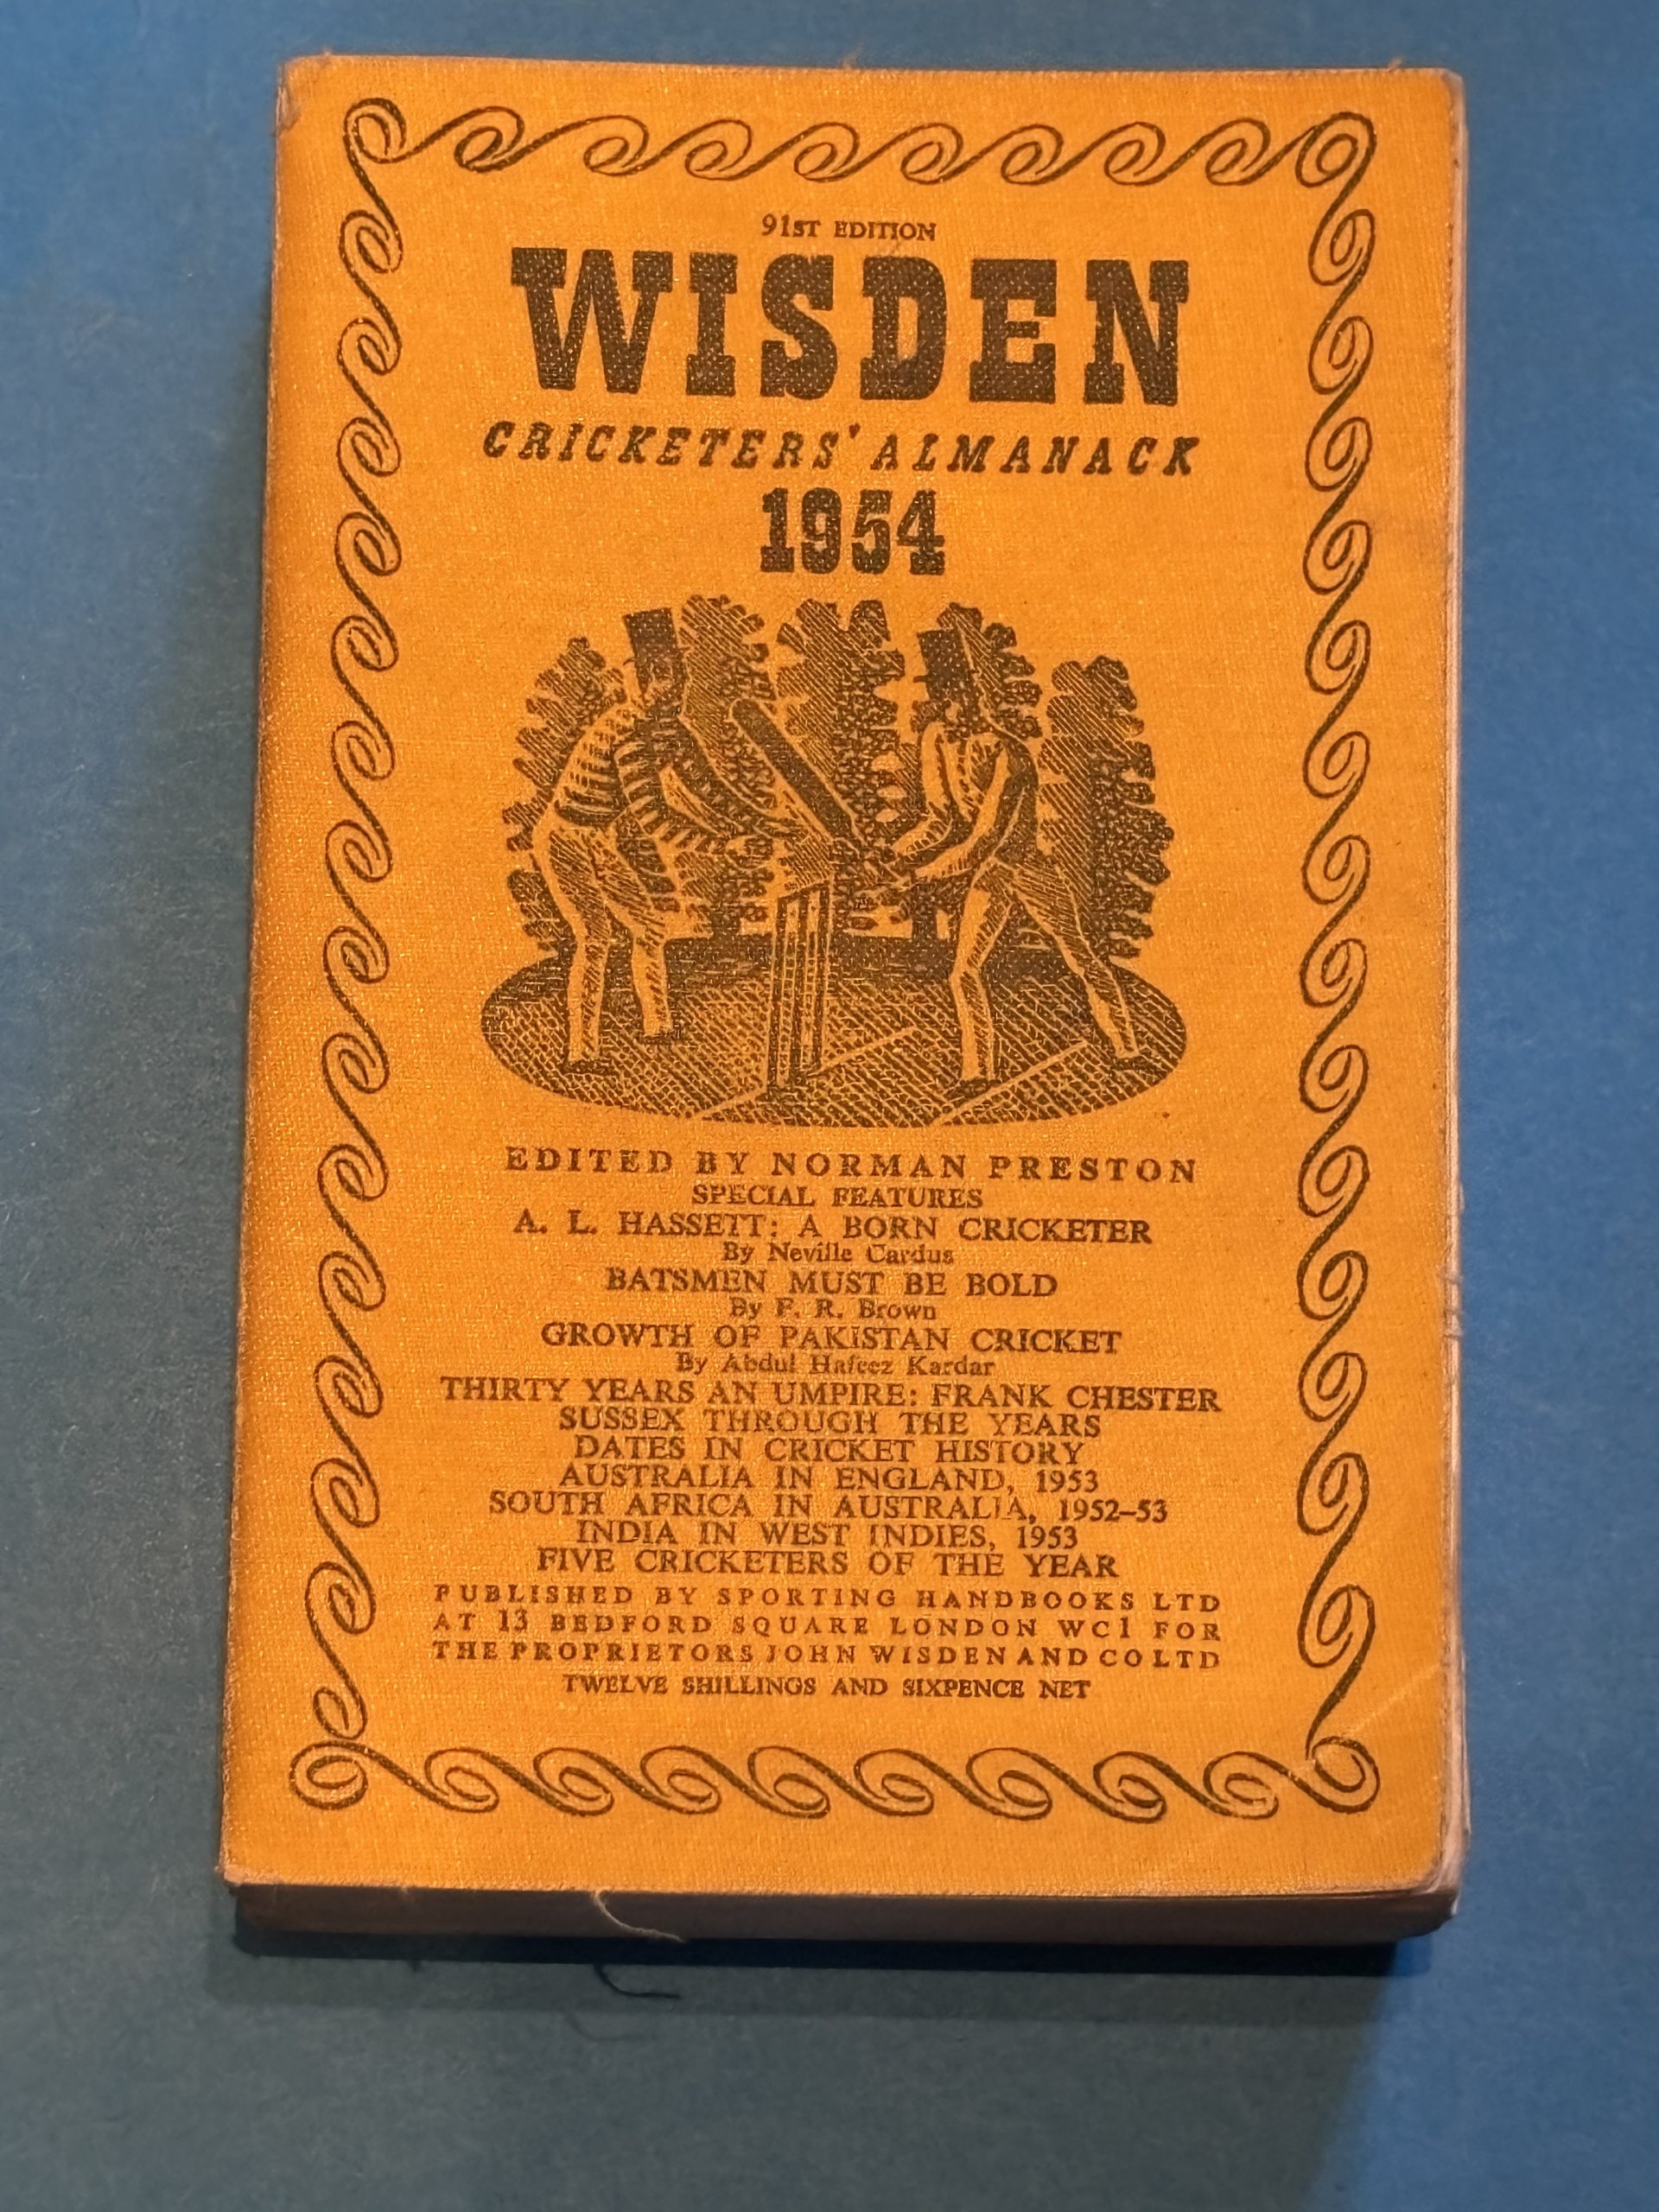 91ST EDITION
WISDEN
CRICKETERS' ALMANACK
1954
EDITED BY NORMAN PRESTON
SPECIAL FEATURES
A. L. HASSETT: A BORN CRICKETER
By Neville Cardus
BATSMEN MUST BE BOLD
By F. R. Brown
GROWTH OF PAKISTAN CRICKET
By Abdul Hafeez Kardar
THIRTY YEARS AN UMPIRE: FRANK CHESTER
SUSSEX THROUGH THE YEARS
DATES IN CRICKET HISTORY
AUSTRALIA IN ENGLAND, 1953
SOUTH AFRICA IN AUSTRALIA, 1952–53
INDIA IN WEST INDIES, 1953
FIVE CRICKETERS OF THE YEAR
PUBLISHED BY SPORTING HANDBOOKS LTD
AT 13 BEDFORD SQUARE LONDON WC1 FOR
THE PROPRIETORS JOHN WISDEN AND CO LTD
TWELVE SHILLINGS AND SIXPENCE NET